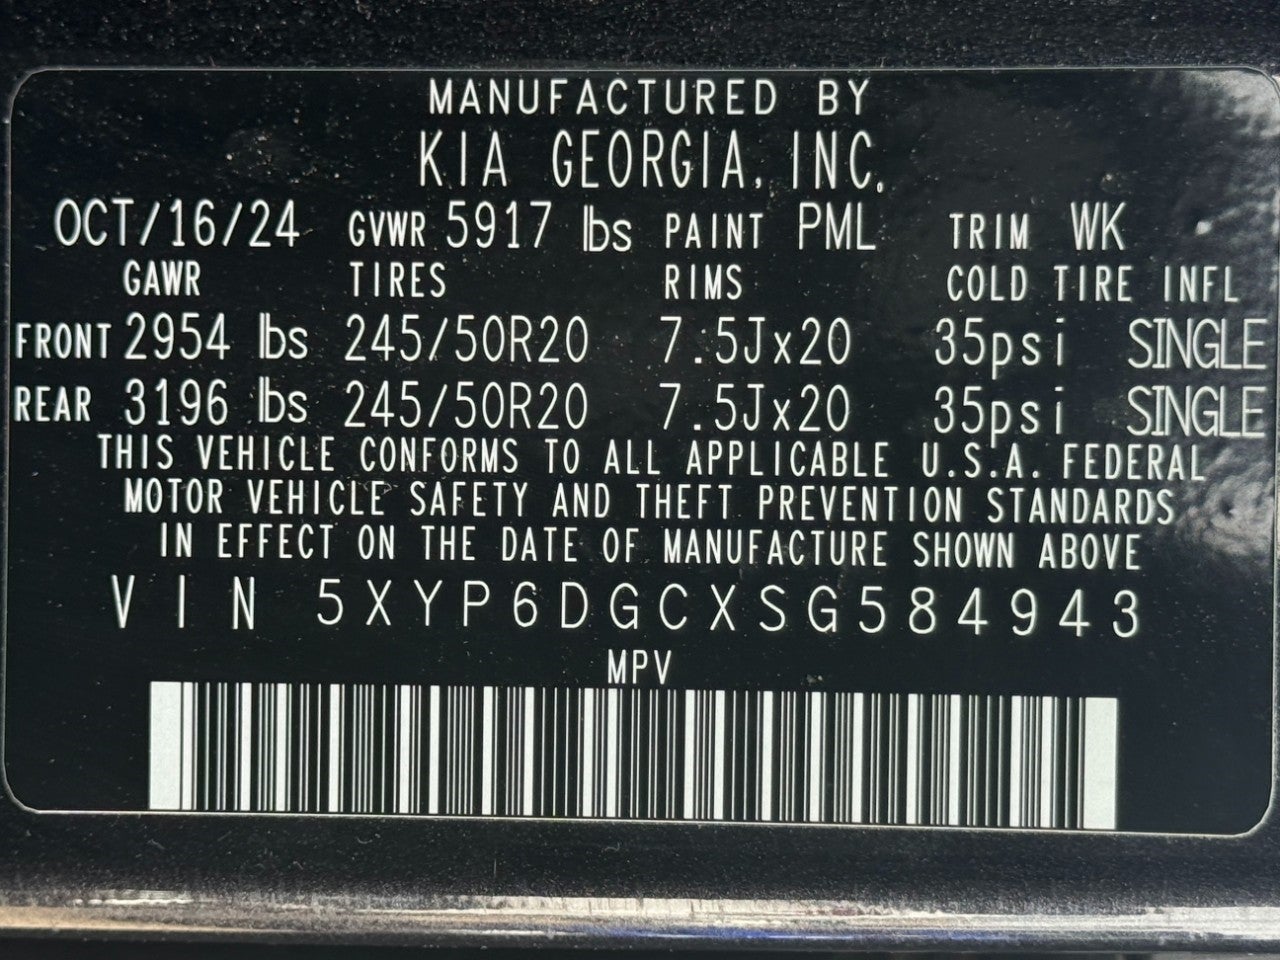 MANUFACTURED BY
KIA GEORGIA, INC.
OCT/16/24 GVWR 5917 lbs PAINT PML TRIM WK
GAWR TIRES RIMS COLD TIRE INFL
FRONT 2954 lbs 245/50R20 7.5Jx20 35psi SINGLE
REAR 3196 lbs 245/50R20 7.5Jx20 35psi SINGLE
THIS VEHICLE CONFORMS TO ALL APPLICABLE U.S.A. FEDERAL
MOTOR VEHICLE SAFETY AND THEFT PREVENTION STANDARDS
IN EFFECT ON THE DATE OF MANUFACTURE SHOWN ABOVE
VIN 5XYP6DGCXSG584943
MPV